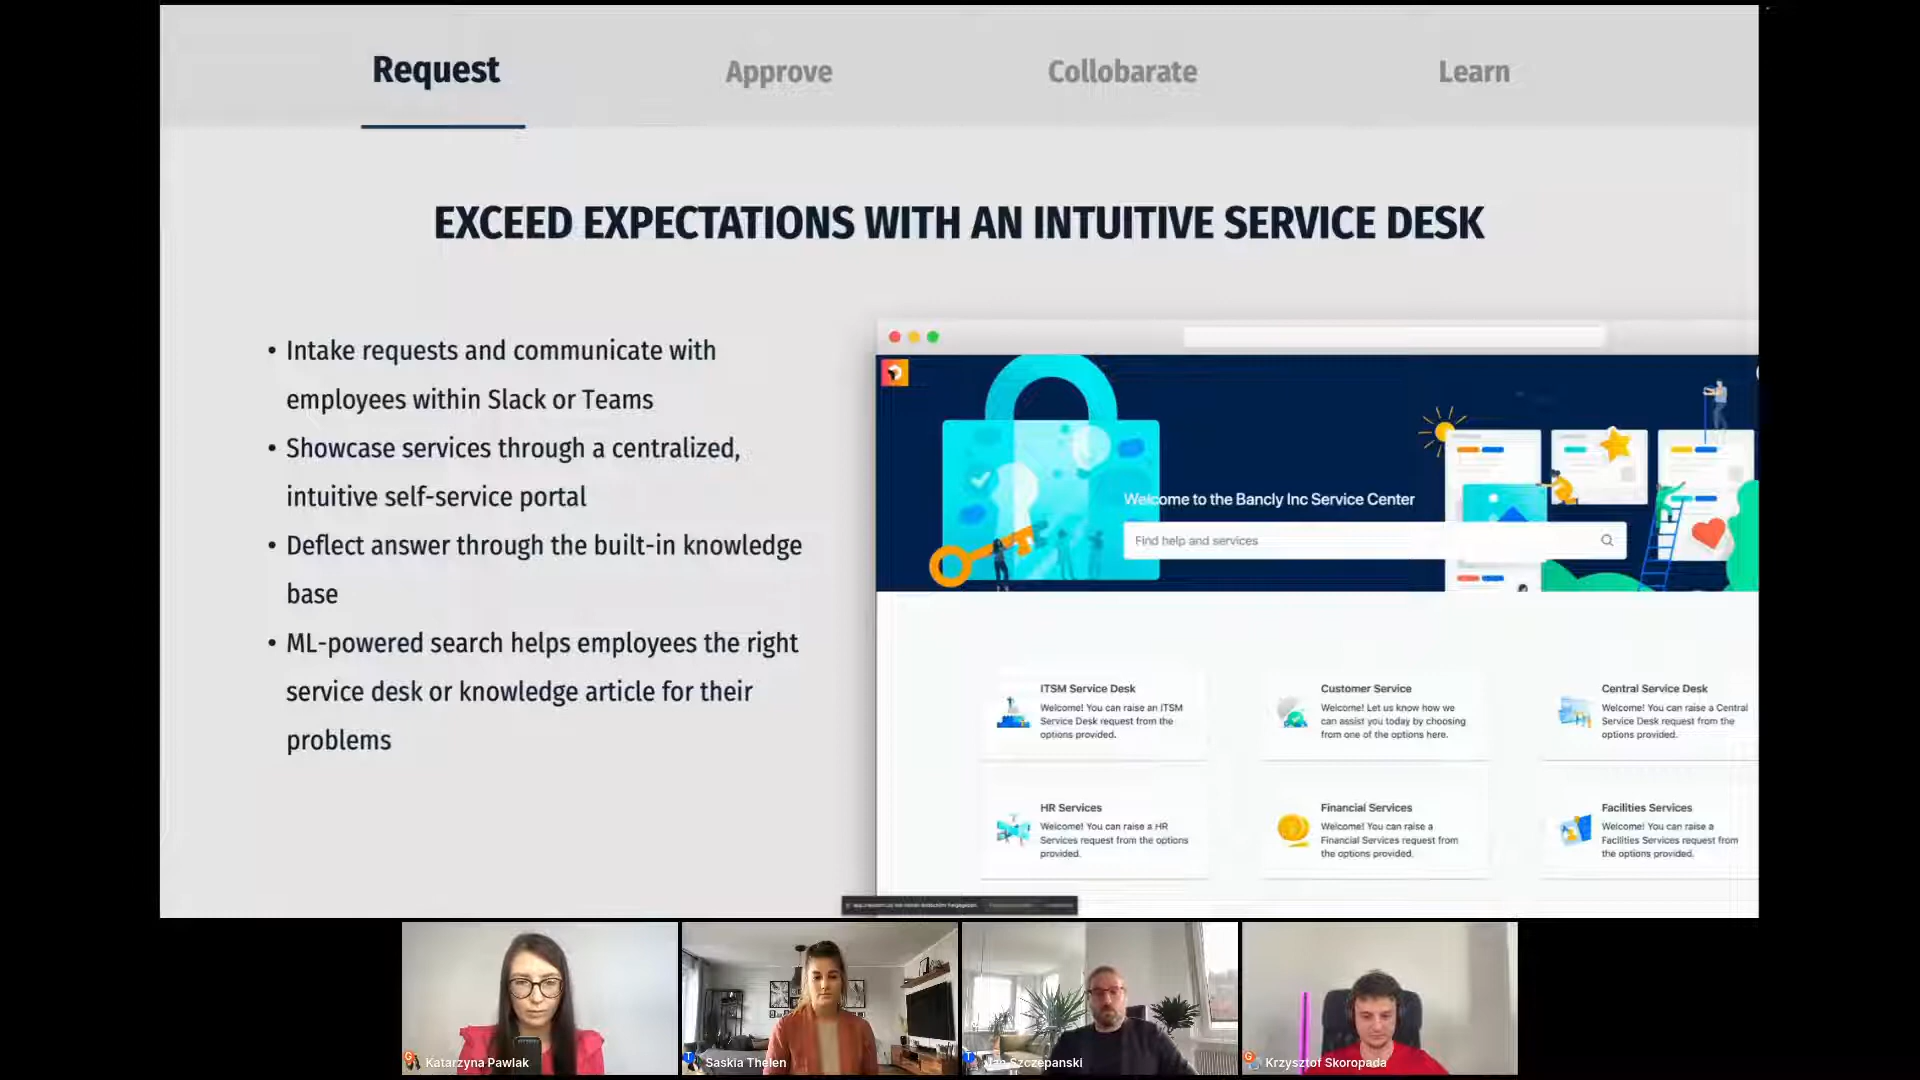 Request
Approve
Collobarate
Learn
EXCEED EXPECTATIONS WITH AN INTUITIVE SERVICE DESK
• Intake requests and communicate with
employees within Slack or Teams
• Showcase services through a centralized,
intuitive self-service portal
• Deflect answer through the built-in knowledge
base
• ML-powered search helps employees the right
service desk or knowledge article for their
problems
Welcome to the Bancly Inc Service Center
Find help and services
ITSM Service Desk
Welcome! You can raise an ITSM
Service Desk request from the
options provided.
Customer Service
Welcome! Let us know how we
can assist you today by choosing
from one of the options here.
Central Service Desk
Welcome! You can raise a Central
Service Desk request from the
options provided.
HR Services
Welcome! You can raise a HR
Services request from the options
provided.
Financial Services
Welcome! You can raise a
Financial Services request from
the options provided.
Facilities Services
Welcome! You can raise a
Facilities Services request from
the options provided.
Katarzyna Pawlak
Saskia Thelen
Jan Szczepanski
Krzysztof Skoropada